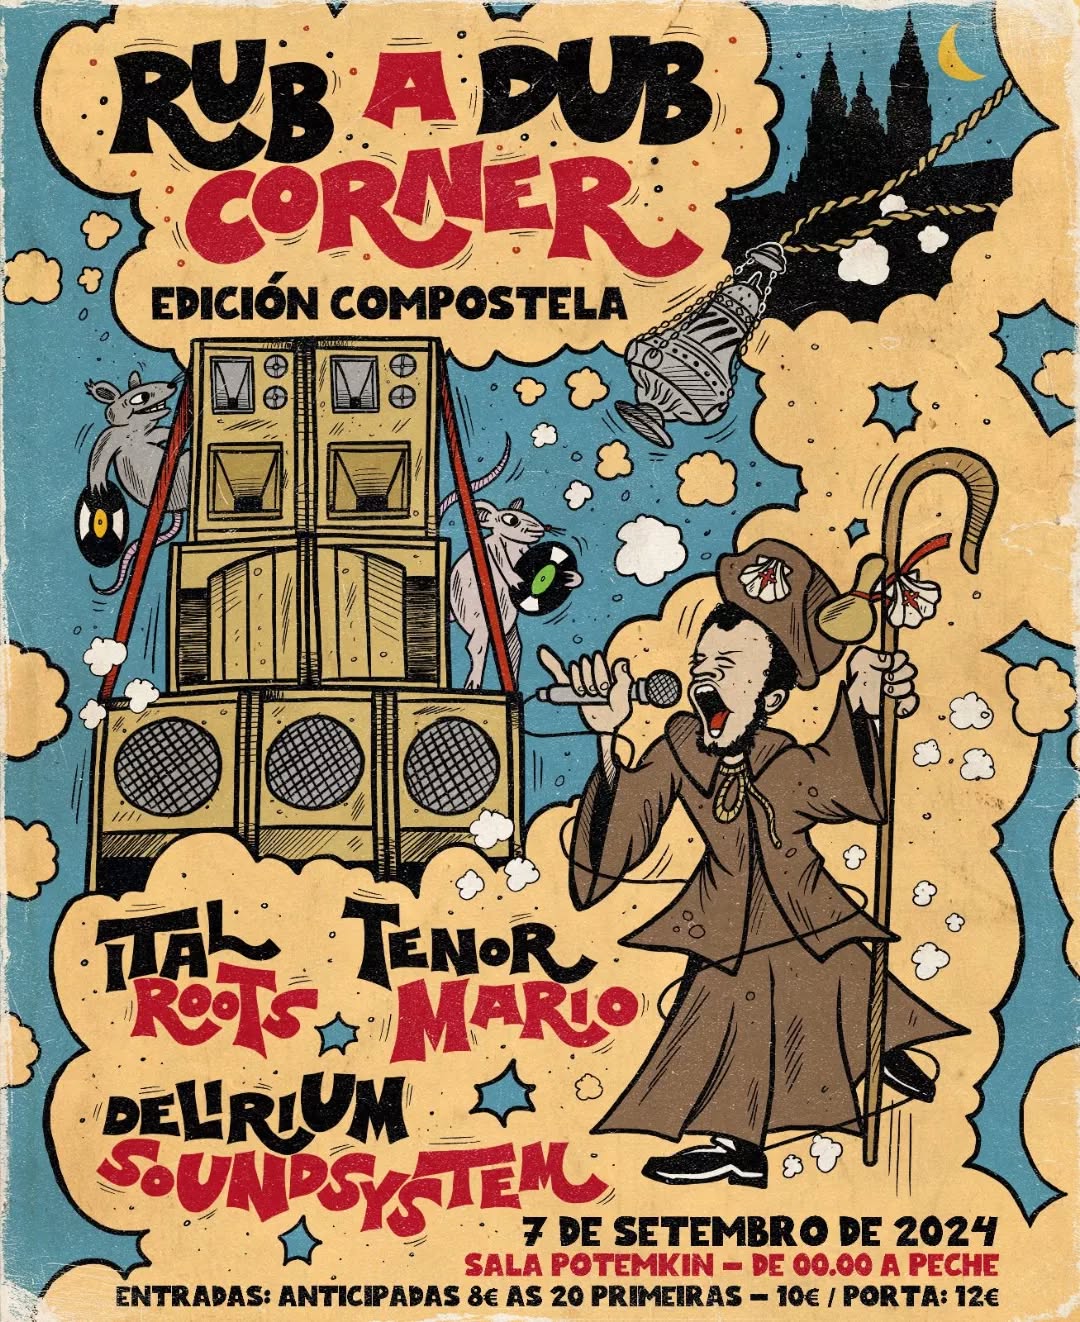 RUB A DUB
CORNER
EDICIÓN COMPOSTELA
ITAL
ROOTS
TENOR
MARIO
DELIRIUM
SOUNDSYSTEM
7 DE SETEMBRO DE 2024
SALA POTEMKIN – DE 00.00 A PECHE
ENTRADAS: ANTICIPADAS 8€ AS 20 PRIMEIRAS – 10€ / PORTA: 12€